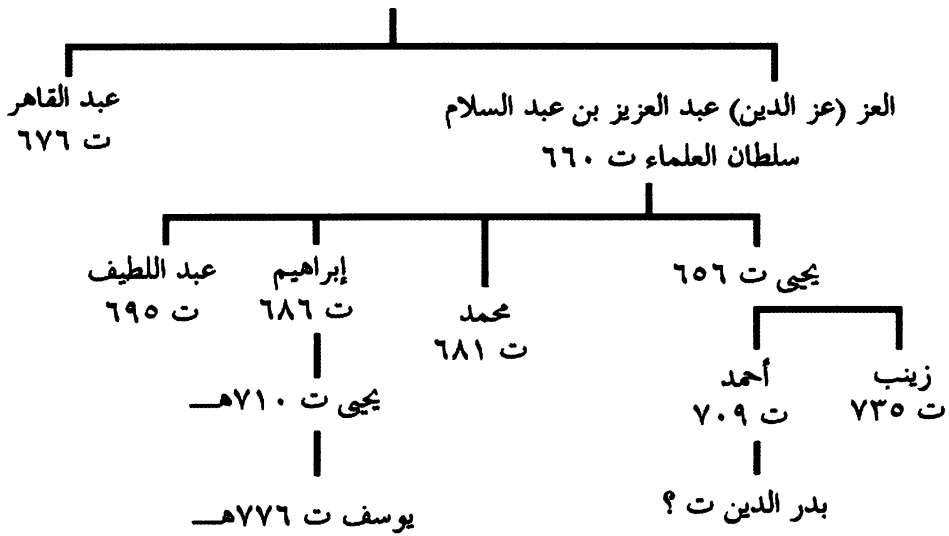 العز (عز الدين) عبد العزيز بن عبد السلام
سلطان العلماء ت ٦٦٠
عبد القاهر
ت ٦٧٦
يحيى ت ٦٥٦
محمد
ت ٦٨١
إبراهيم
ت ٦٨٦
عبد اللطيف
ت ٦٩٥
زينب
ت ٧٣٥
أحمد
ت ٧٠٩
بدر الدين ت ؟
يحيى ت ٧١٠هـ
يوسف ت ٧٧٦هـ